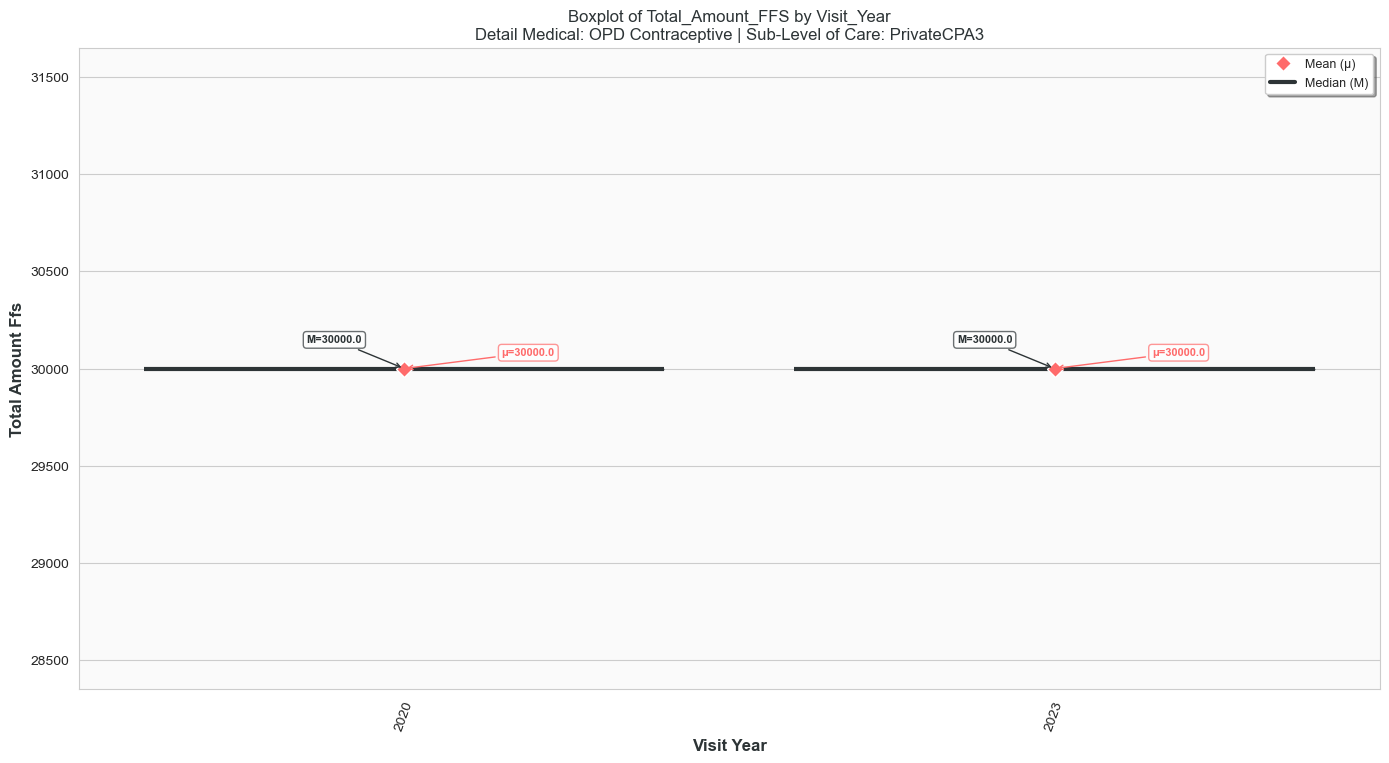 Boxplot of Total_Amount_FFS by Visit_Year
Detail Medical: OPD Contraceptive | Sub-Level of Care: PrivateCPA3
Mean (μ)
Median (M)
Total Amount Ffs
31500
31000
30500
30000
29500
29000
28500
M=30000.0
μ=30000.0
M=30000.0
μ=30000.0
2020
2023
Visit Year